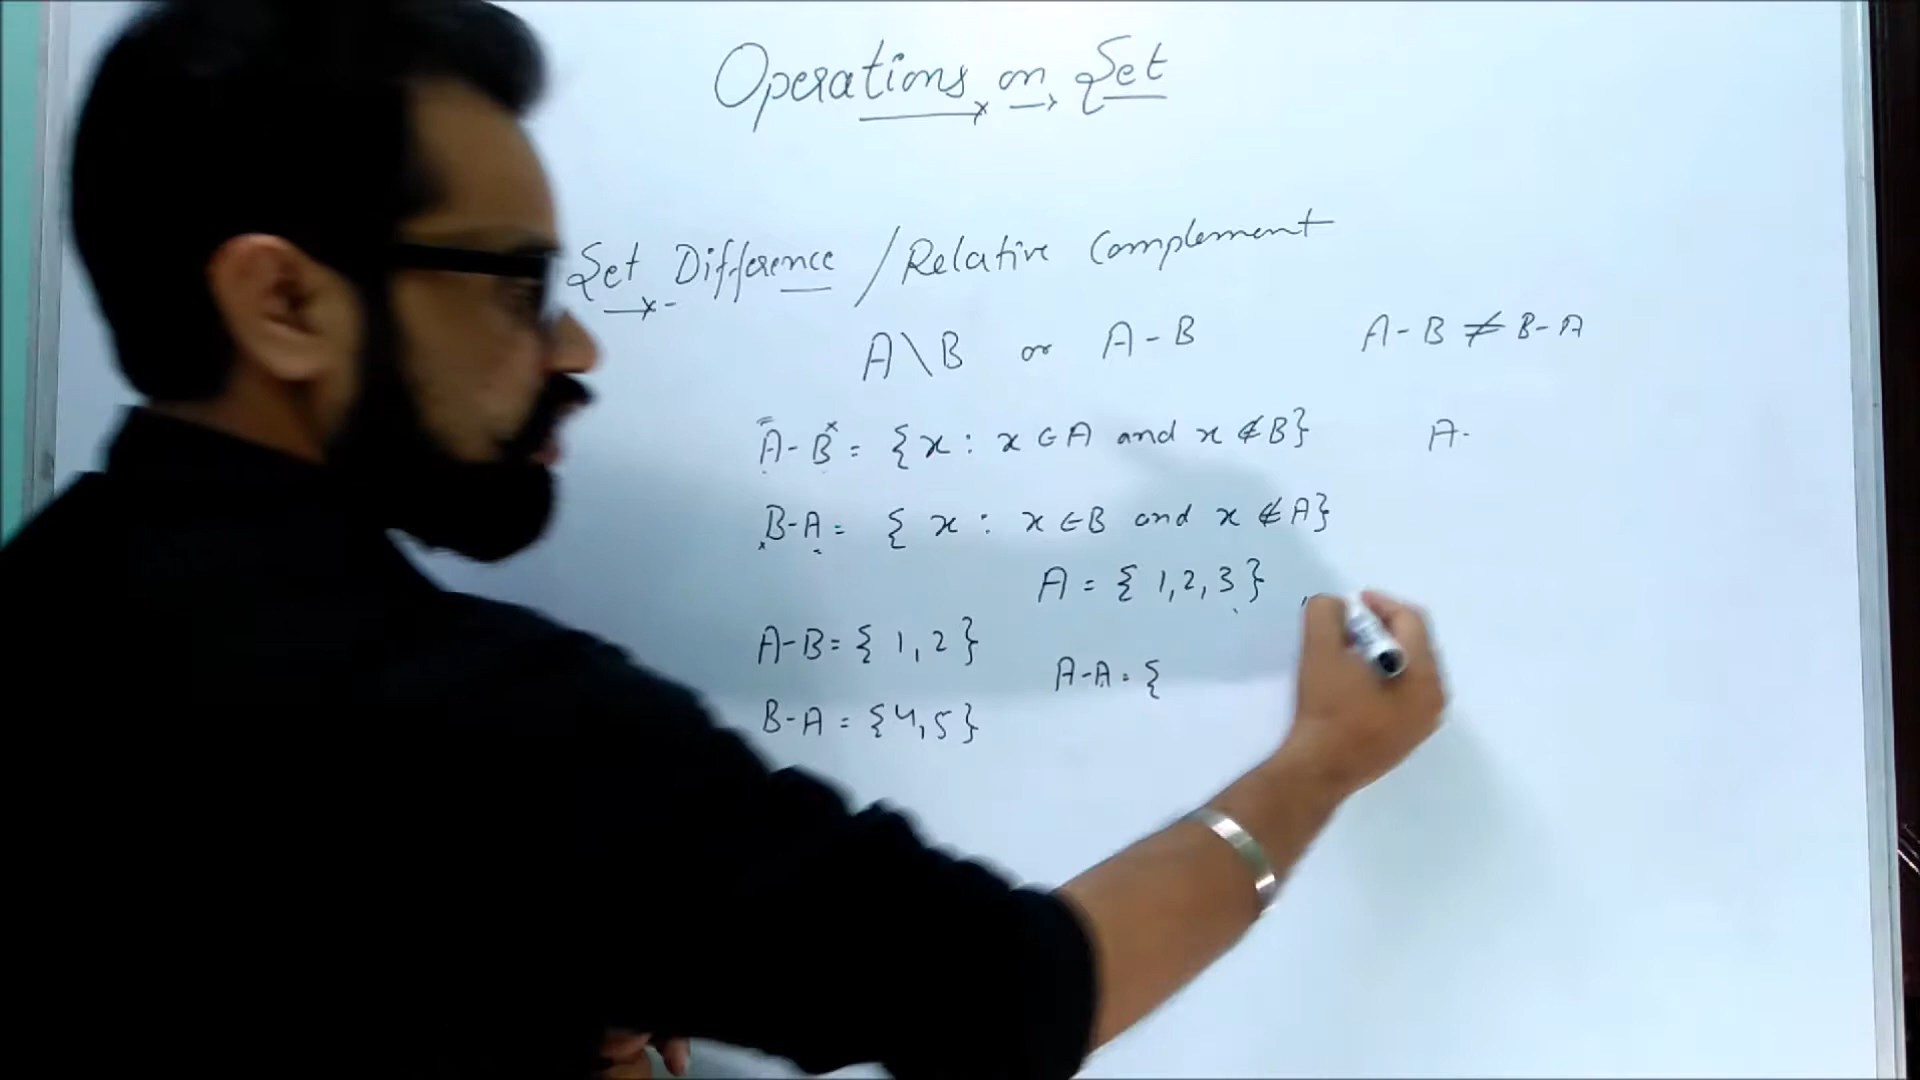 Operations on Set
Set Difference / Relative Complement
A\B or A-B A-B ≠ B-A
A-B = {x : x ∈ A and x ∉ B} A-
B-A = { x : x ∈ B and x ∉ A}
A = { 1,2,3 } ,
A-B = { 1,2 }
A-A = {
B-A = {4,5}